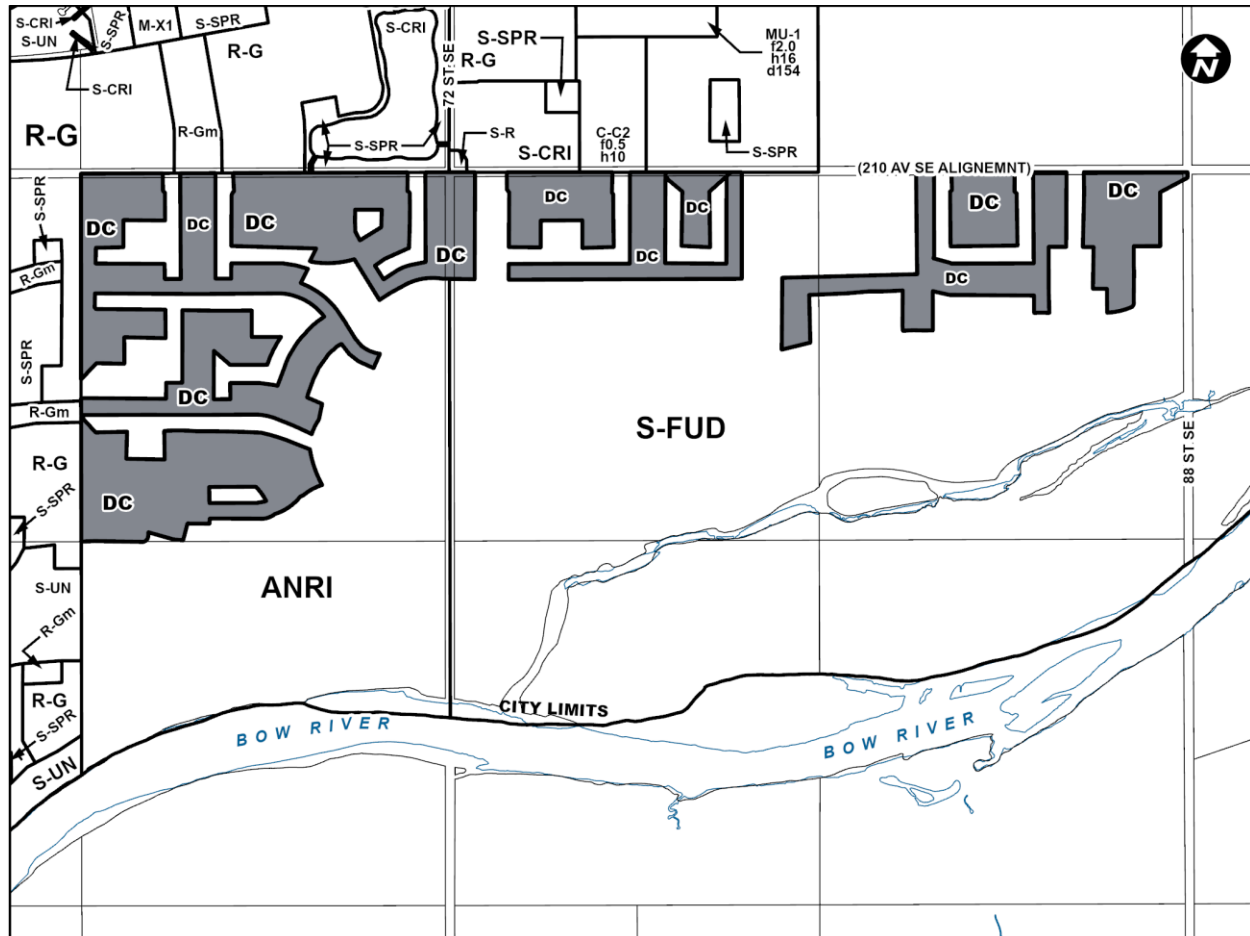 S-CRI
S-UN
S-SPR
M-X1
S-SPR
R-G
S-CRI
S-SPR
R-G
MU-1
f2.0
h16
d154
N
S-CRI
72 ST SE
R-G
R-Gm
S-SPR
S-R
S-CRI
C-C2
f0.5
h10
S-SPR
(210 AV SE ALIGNEMNT)
S-SPR
DC
DC
DC
DC
DC
DC
DC
DC
DC
DC
R-Gm
S-SPR
DC
R-Gm
S-FUD
R-G
S-SPR
DC
88 ST SE
S-UN
ANRI
R-Gm
R-G
S-SPR
CITY LIMITS
BOW RIVER
BOW RIVER
S-UN